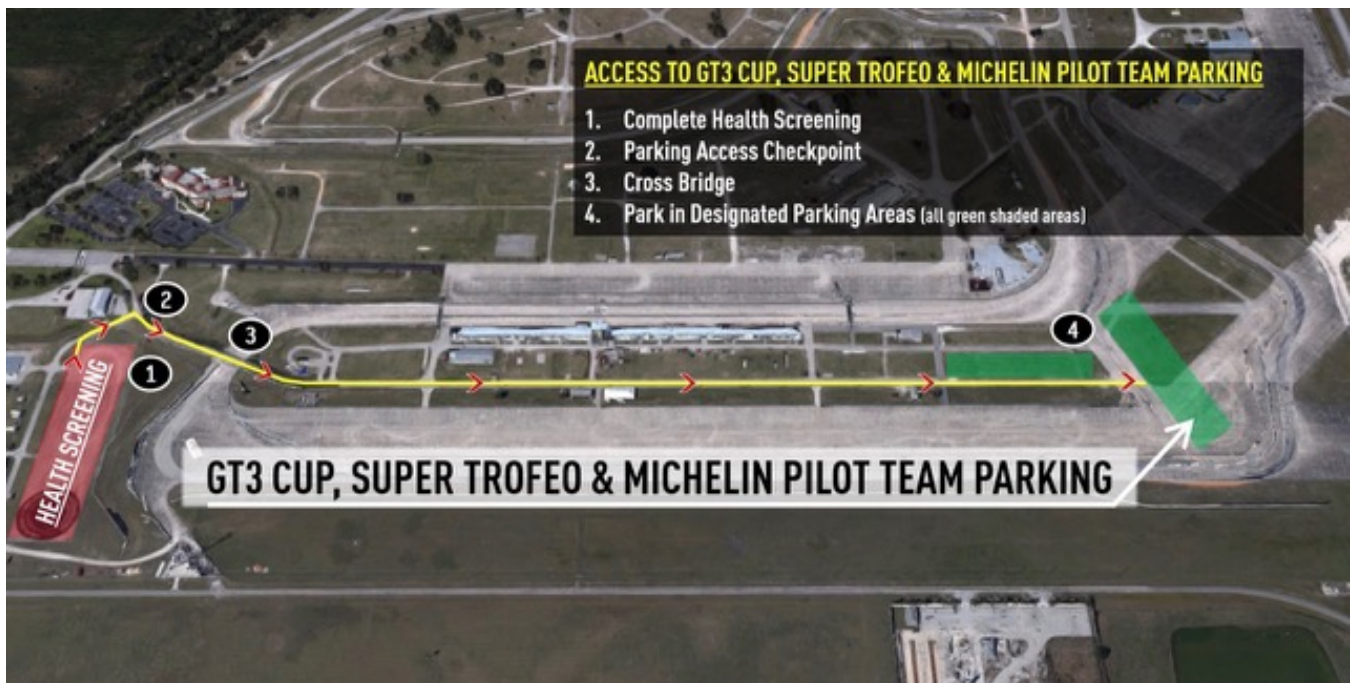 ACCESS TO GT3 CUP, SUPER TROFEO & MICHELIN PILOT TEAM PARKING
1. Complete Health Screening
2. Parking Access Checkpoint
3. Cross Bridge
4. Park in Designated Parking Areas (all green shaded areas)
2
3
4
1
HEALTH SCREENING
GT3 CUP, SUPER TROFEO & MICHELIN PILOT TEAM PARKING